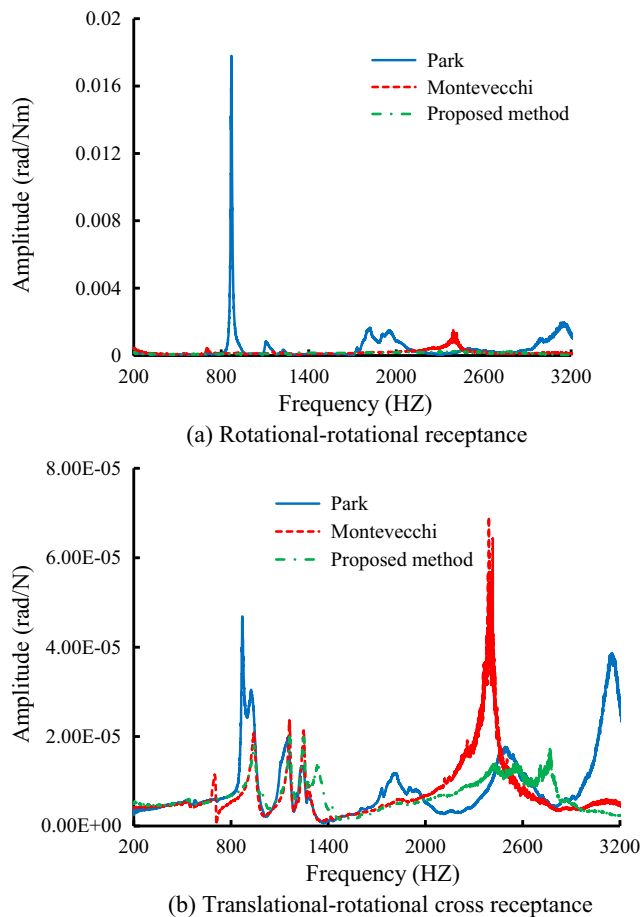 0.02
0.016
0.012
0.008
0.004
0
Amplitude (rad/Nm)
Park
Montevecchi
Proposed method
200 800 1400 2000 2600 3200
Frequency (HZ)
(a) Rotational-rotational receptance
8.00E-05
6.00E-05
4.00E-05
2.00E-05
0.00E+00
Amplitude (rad/N)
Park
Montevecchi
Proposed method
200 800 1400 2000 2600 3200
Frequency (HZ)
(b) Translational-rotational cross receptance